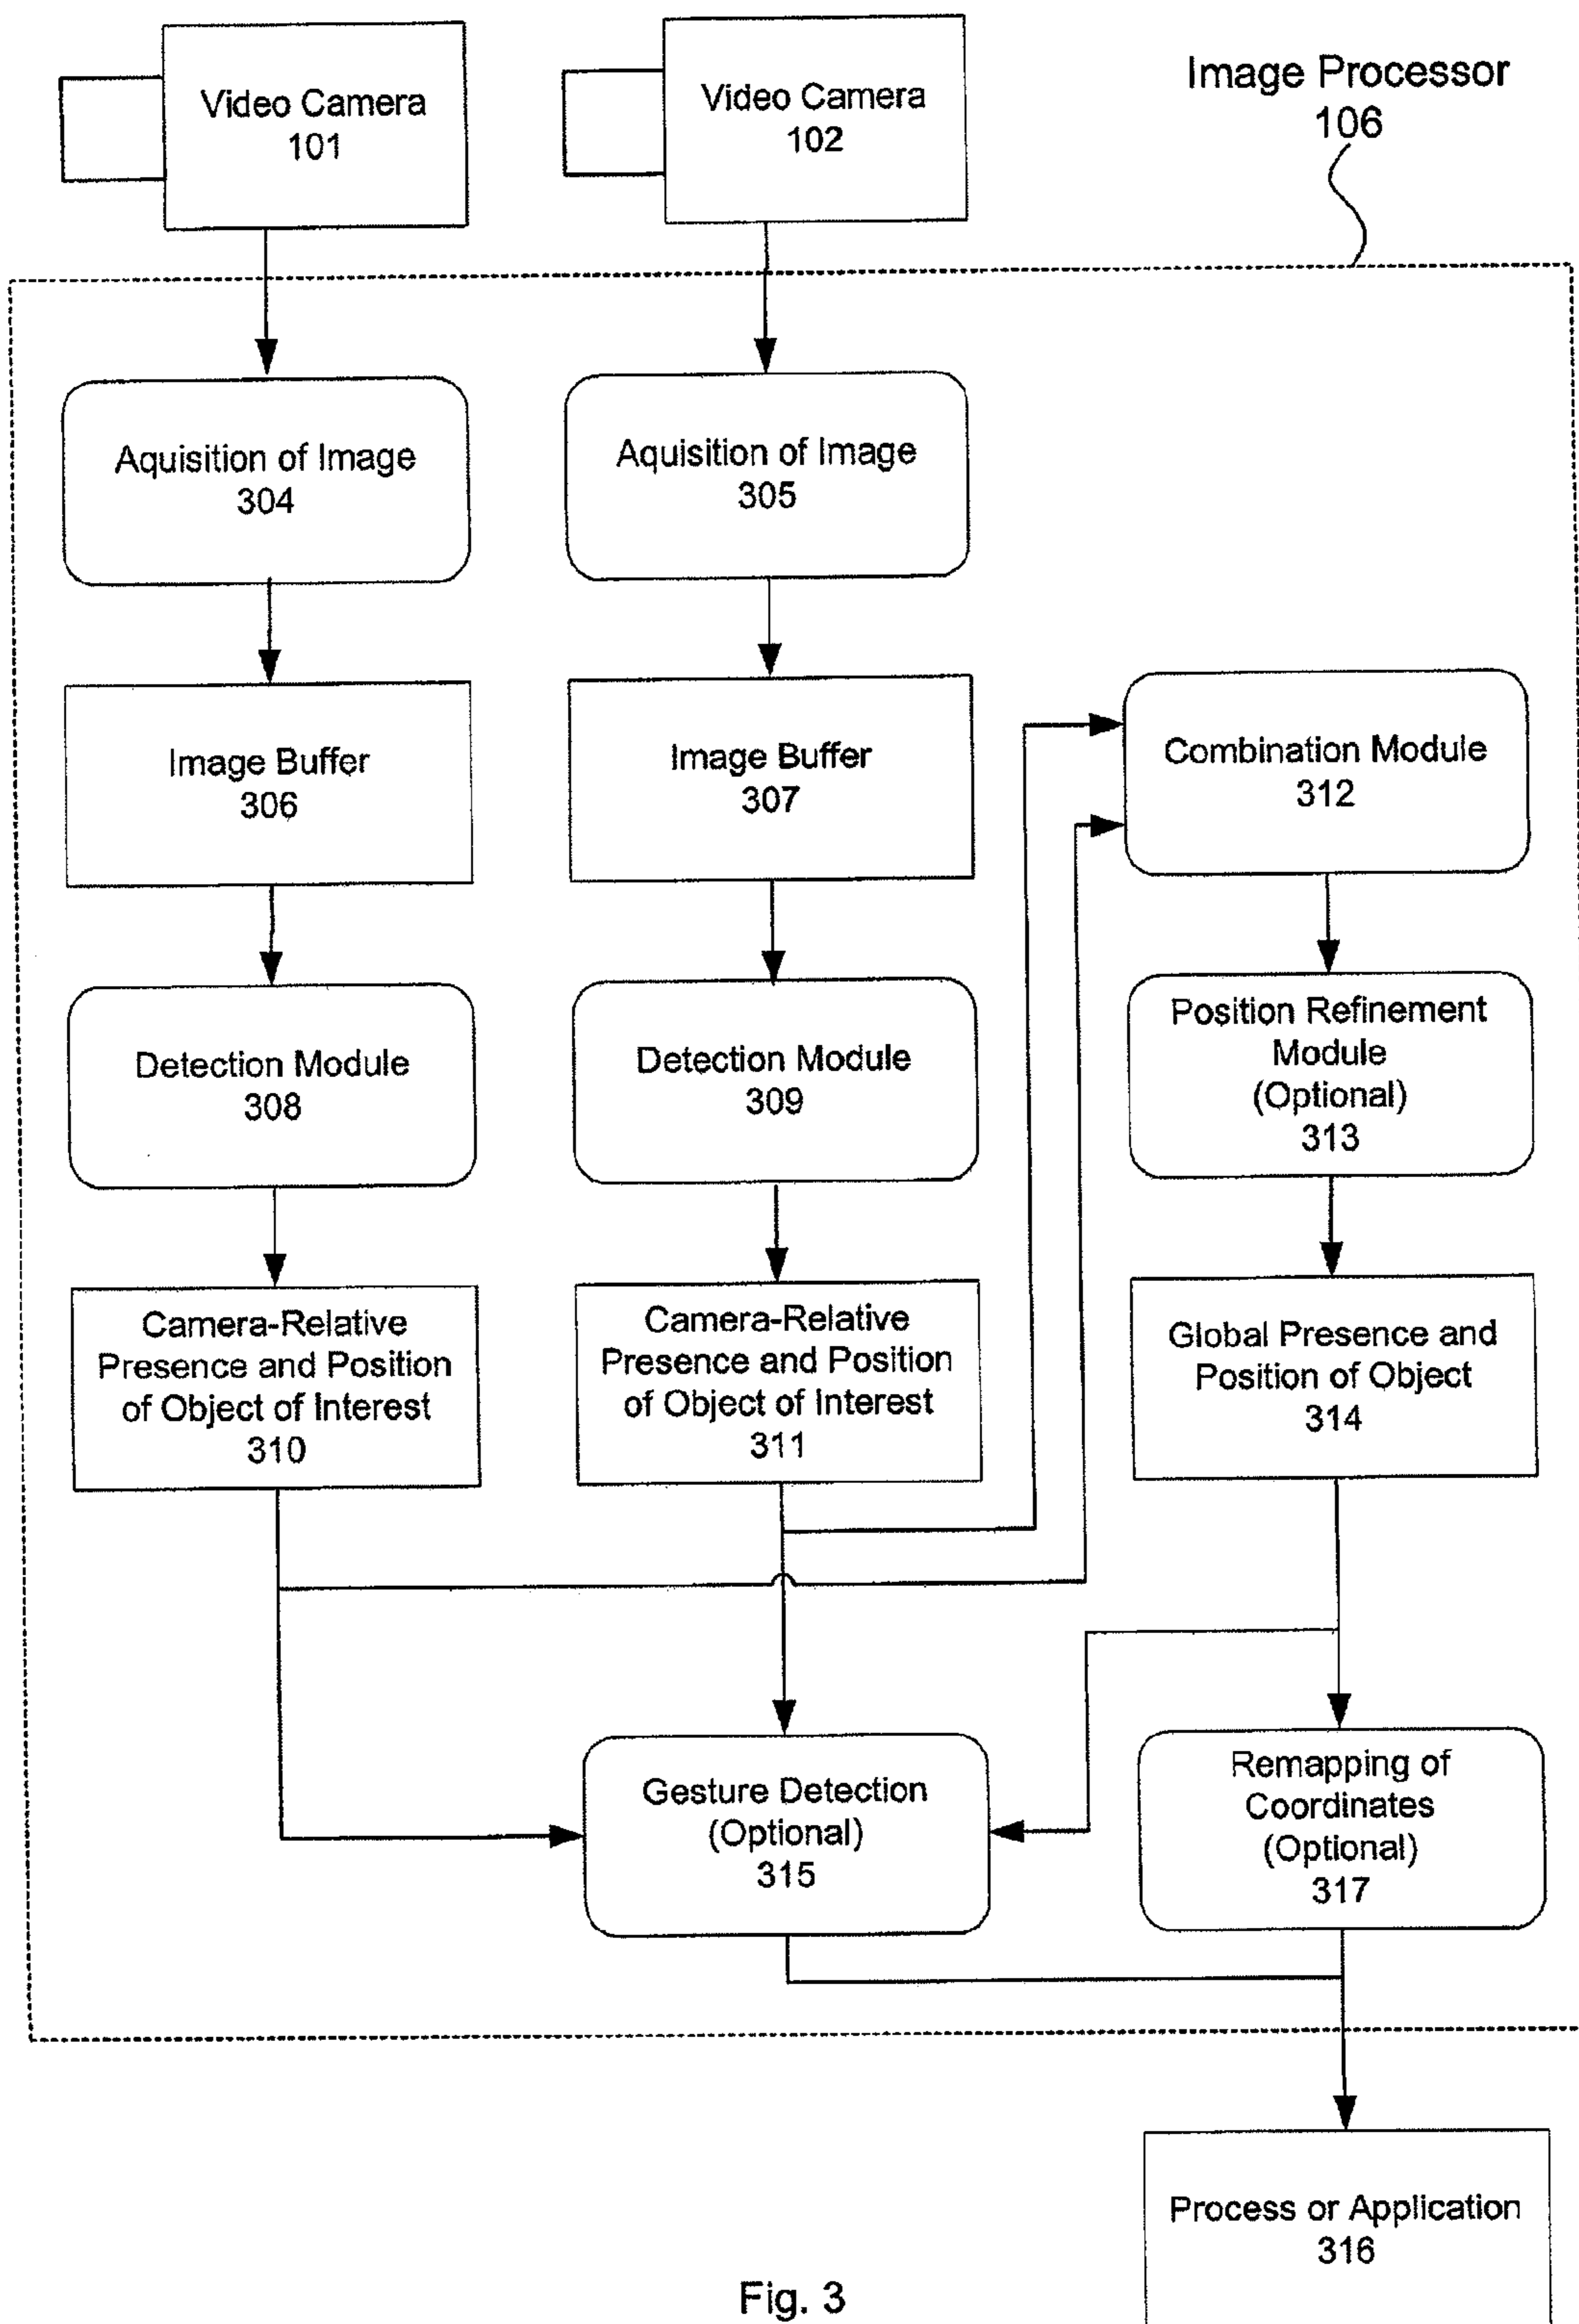 Video Camera
101
Video Camera
102
Image Processor
106
Aquisition of Image
304
Aquisition of Image
305
Image Buffer
306
Image Buffer
307
Combination Module
312
Detection Module
308
Detection Module
309
Position Refinement
Module
(Optional)
313
Camera-Relative
Presence and Position
of Object of Interest
310
Camera-Relative
Presence and Position
of Object of Interest
311
Global Presence and
Position of Object
314
Gesture Detection
(Optional)
315
Remapping of
Coordinates
(Optional)
317
Process or Application
316
Fig. 3